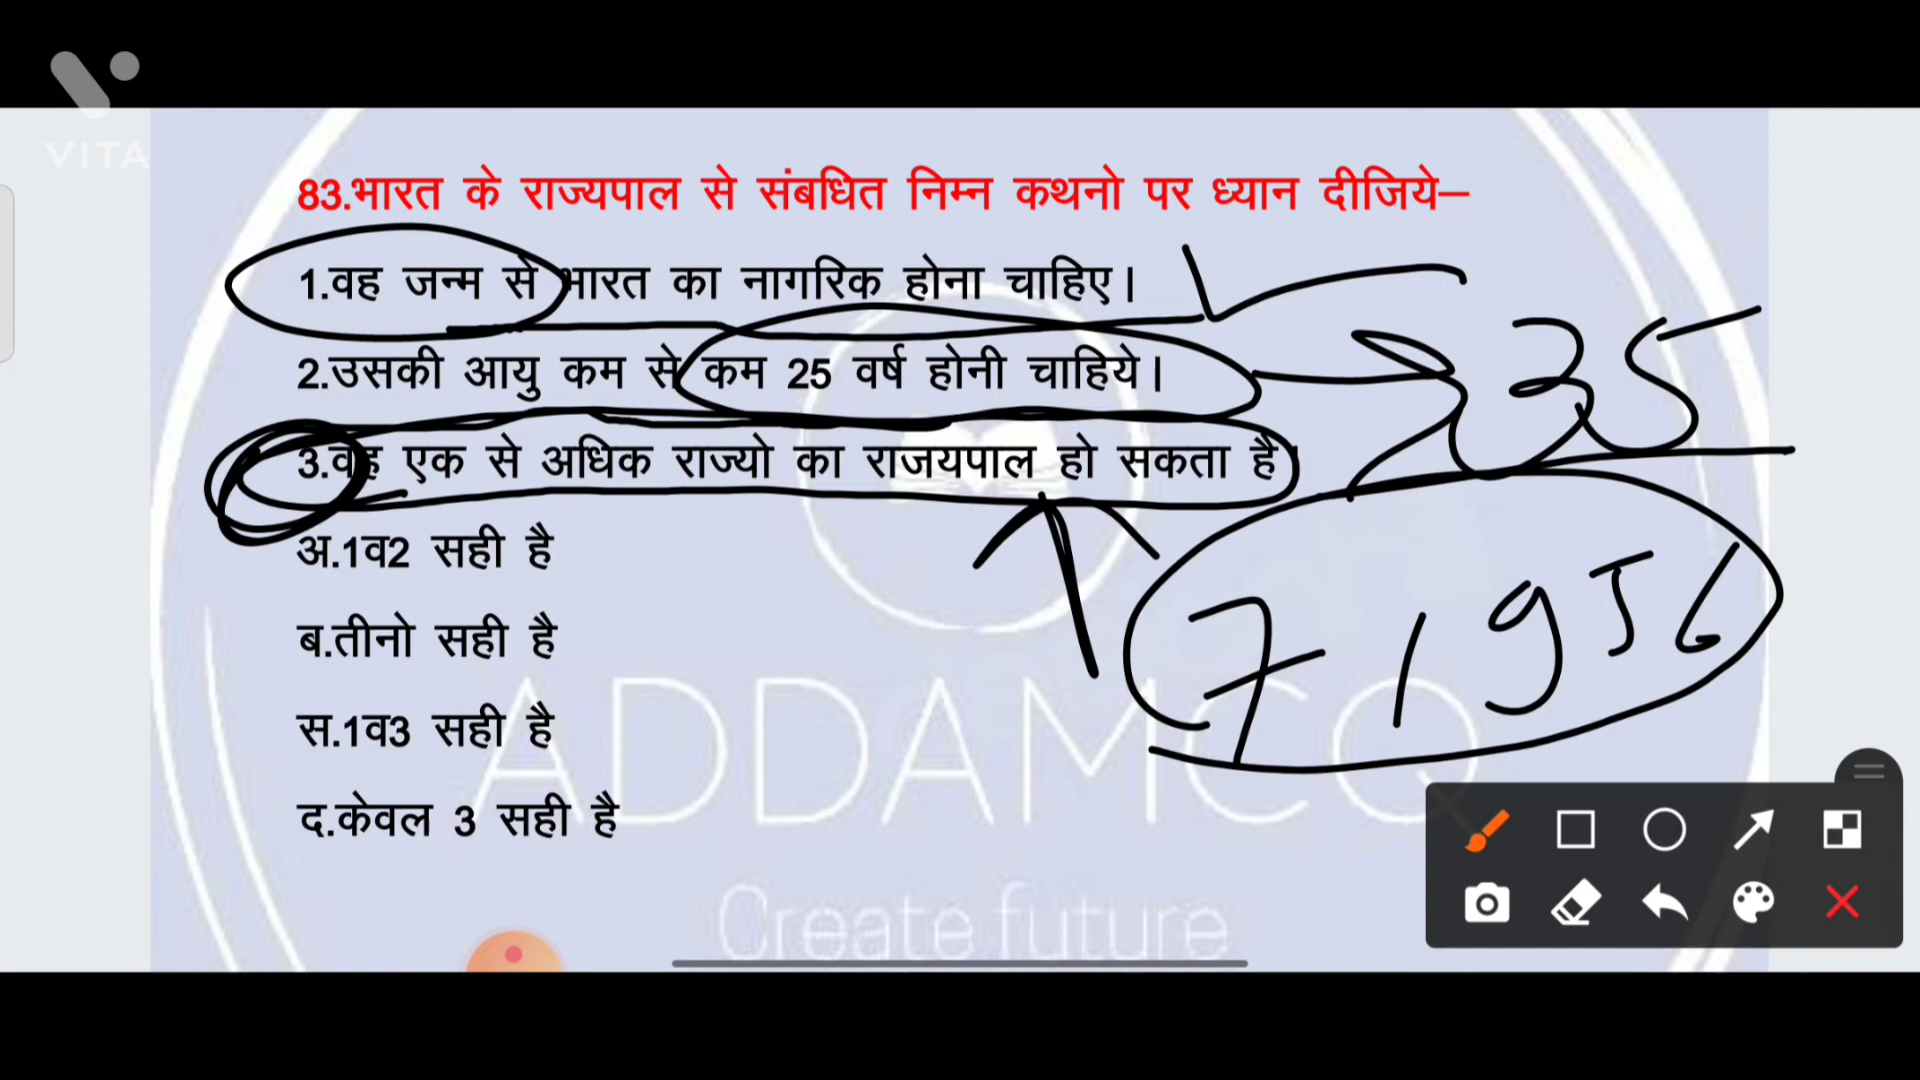 VITA
83.भारत के राज्यपाल से संबधित निम्न कथनो पर ध्यान दीजिये–
1.वह जन्म से भारत का नागरिक होना चाहिए।
2.उसकी आयु कम से कम 25 वर्ष होनी चाहिये।
35
3.वह एक से अधिक राज्यो का राजयपाल हो सकता है।
अ.1व2 सही है
7 1956
ब.तीनो सही है
स.1व3 सही है
द.केवल 3 सही है
ADDAMCQ
Create future